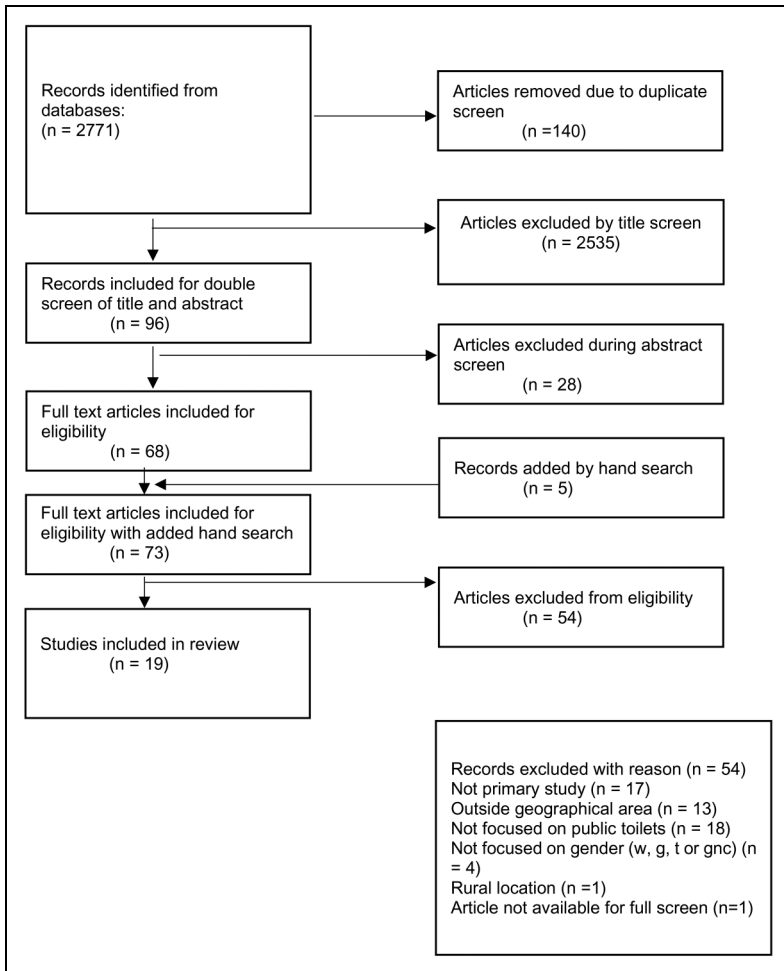 Records identified from
databases:
(n = 2771)
Articles removed due to duplicate
screen
(n =140)
Articles excluded by title screen
(n = 2535)
Records included for double
screen of title and abstract
(n = 96)
Articles excluded during abstract
screen
(n = 28)
Full text articles included for
eligibility
(n = 68)
Records added by hand search
(n = 5)
Full text articles included for
eligibility with added hand search
(n = 73)
Articles excluded from eligibility
(n = 54)
Studies included in review
(n = 19)
Records excluded with reason (n = 54)
Not primary study (n = 17)
Outside geographical area (n = 13)
Not focused on public toilets (n = 18)
Not focused on gender (w, g, t or gnc) (n
= 4)
Rural location (n =1)
Article not available for full screen (n=1)